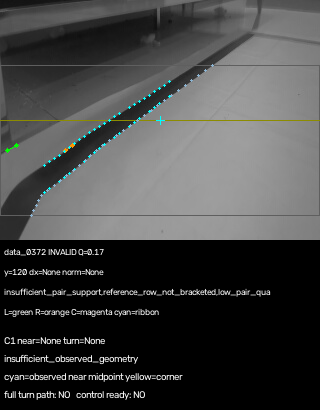 data_0372 INVALID Q=0.17
y=120 dx=None norm=None
insufficient_pair_support,reference_row_not_bracketed,low_pair_qua
L=green R=orange C=magenta cyan=ribbon
C1 near=None turn=None
insufficient_observed_geometry
cyan=observed near midpoint yellow=corner
full turn path: NO control ready: NO